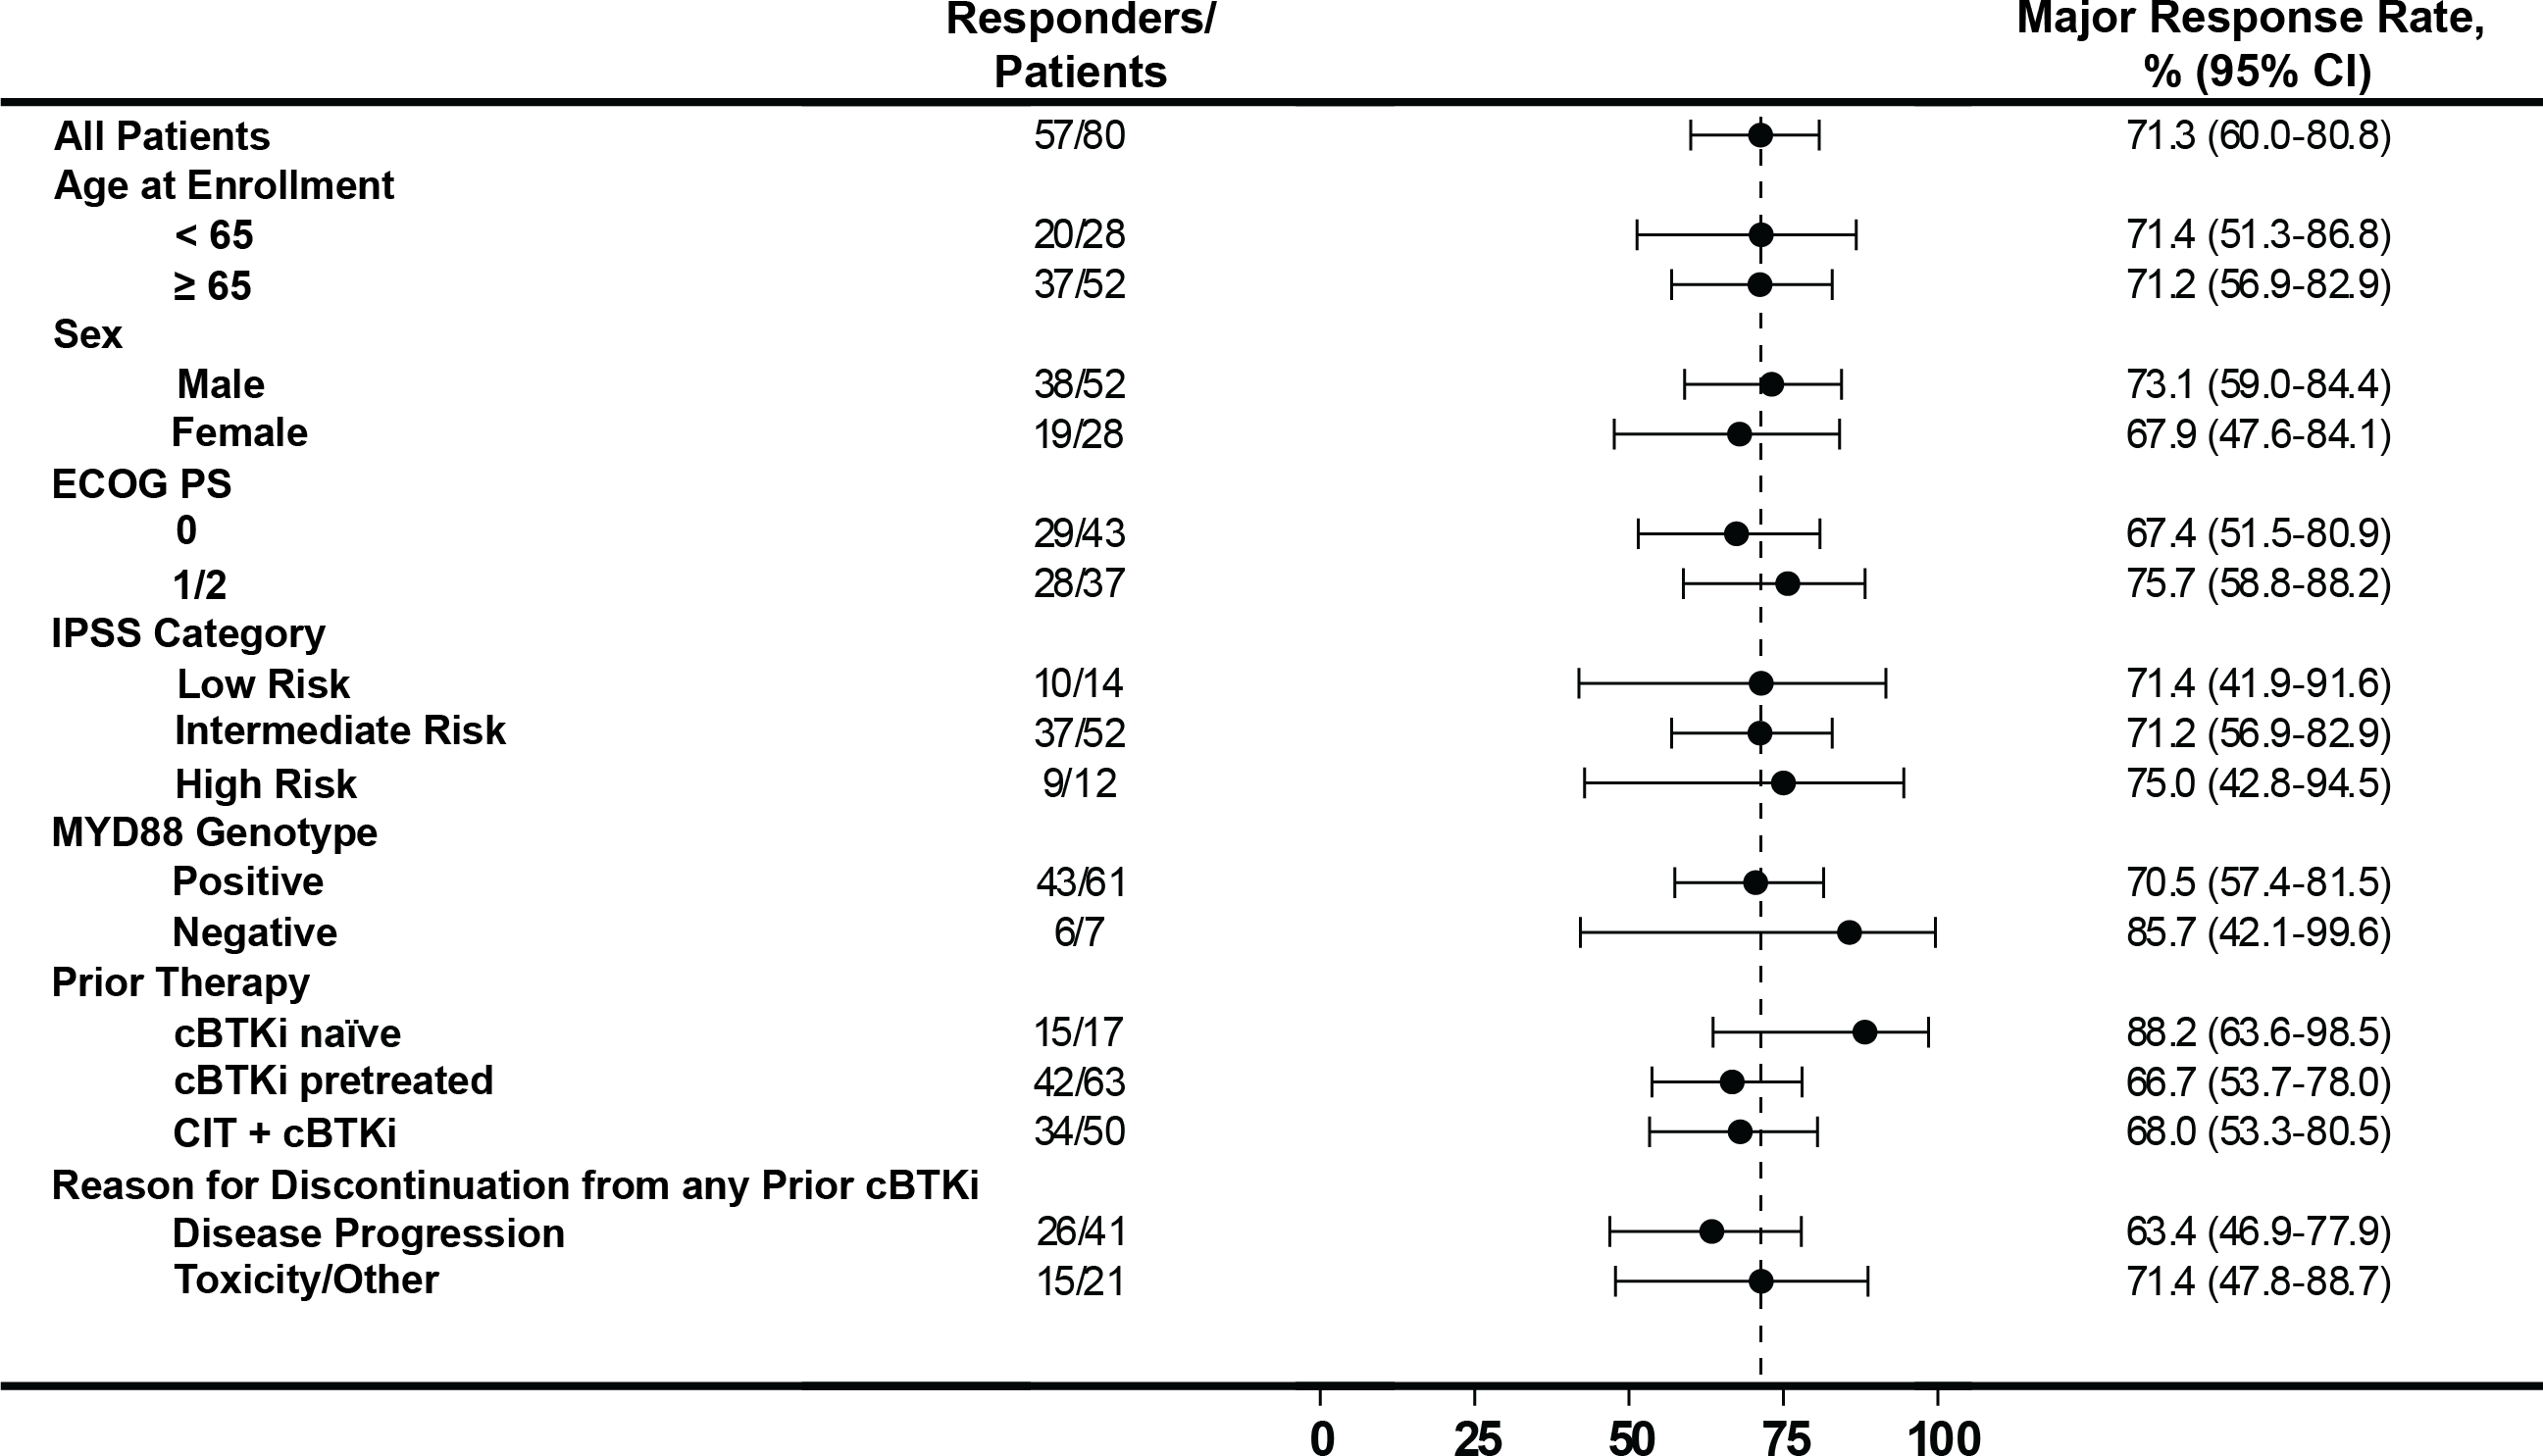 Responders/
Patients
Major Response Rate,
% (95% CI)
All Patients 57/80 71.3 (60.0-80.8)
Age at Enrollment
< 65 20/28 71.4 (51.3-86.8)
≥ 65 37/52 71.2 (56.9-82.9)
Sex
Male 38/52 73.1 (59.0-84.4)
Female 19/28 67.9 (47.6-84.1)
ECOG PS
0 29/43 67.4 (51.5-80.9)
1/2 28/37 75.7 (58.8-88.2)
IPSS Category
Low Risk 10/14 71.4 (41.9-91.6)
Intermediate Risk 37/52 71.2 (56.9-82.9)
High Risk 9/12 75.0 (42.8-94.5)
MYD88 Genotype
Positive 43/61 70.5 (57.4-81.5)
Negative 6/7 85.7 (42.1-99.6)
Prior Therapy
cBTKi naïve 15/17 88.2 (63.6-98.5)
cBTKi pretreated 42/63 66.7 (53.7-78.0)
CIT + cBTKi 34/50 68.0 (53.3-80.5)
Reason for Discontinuation from any Prior cBTKi
Disease Progression 26/41 63.4 (46.9-77.9)
Toxicity/Other 15/21 71.4 (47.8-88.7)
0 25 50 75 100